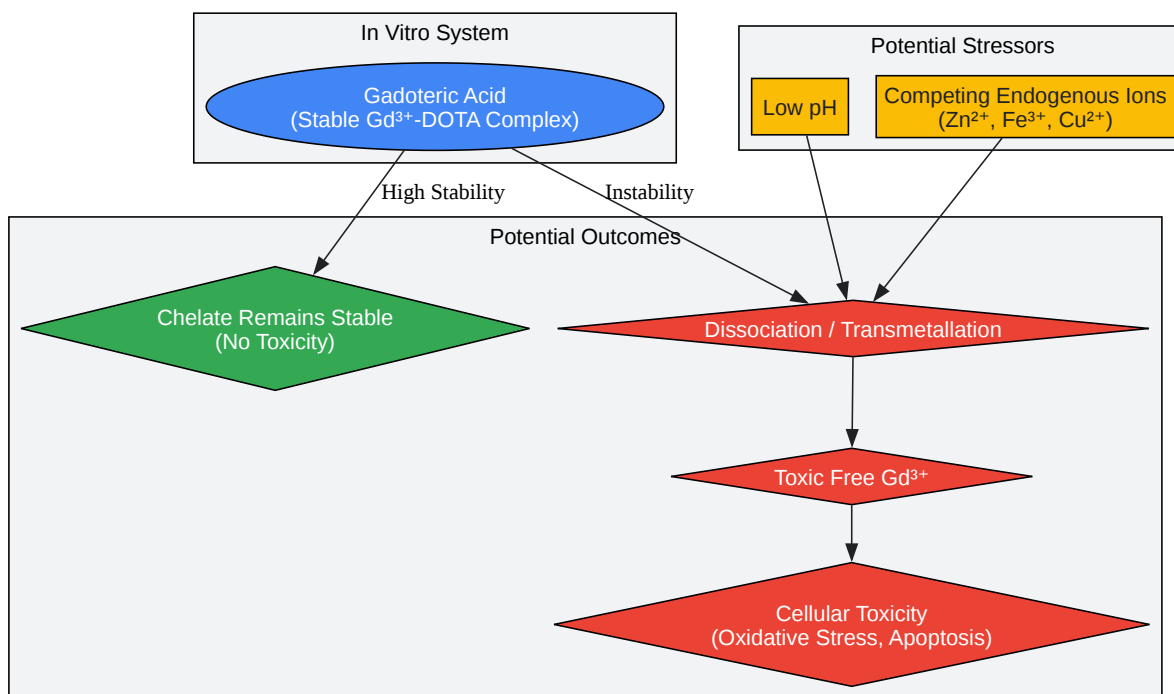 In Vitro System
Gadoteric Acid
(Stable Gd³⁺-DOTA Complex)
Potential Stressors
Low pH
Competing Endogenous Ions
(Zn²⁺, Fe³⁺, Cu²⁺)
High Stability
Instability
Potential Outcomes
Chelate Remains Stable
(No Toxicity)
Dissociation / Transmetallation
Toxic Free Gd³⁺
Cellular Toxicity
(Oxidative Stress, Apoptosis)